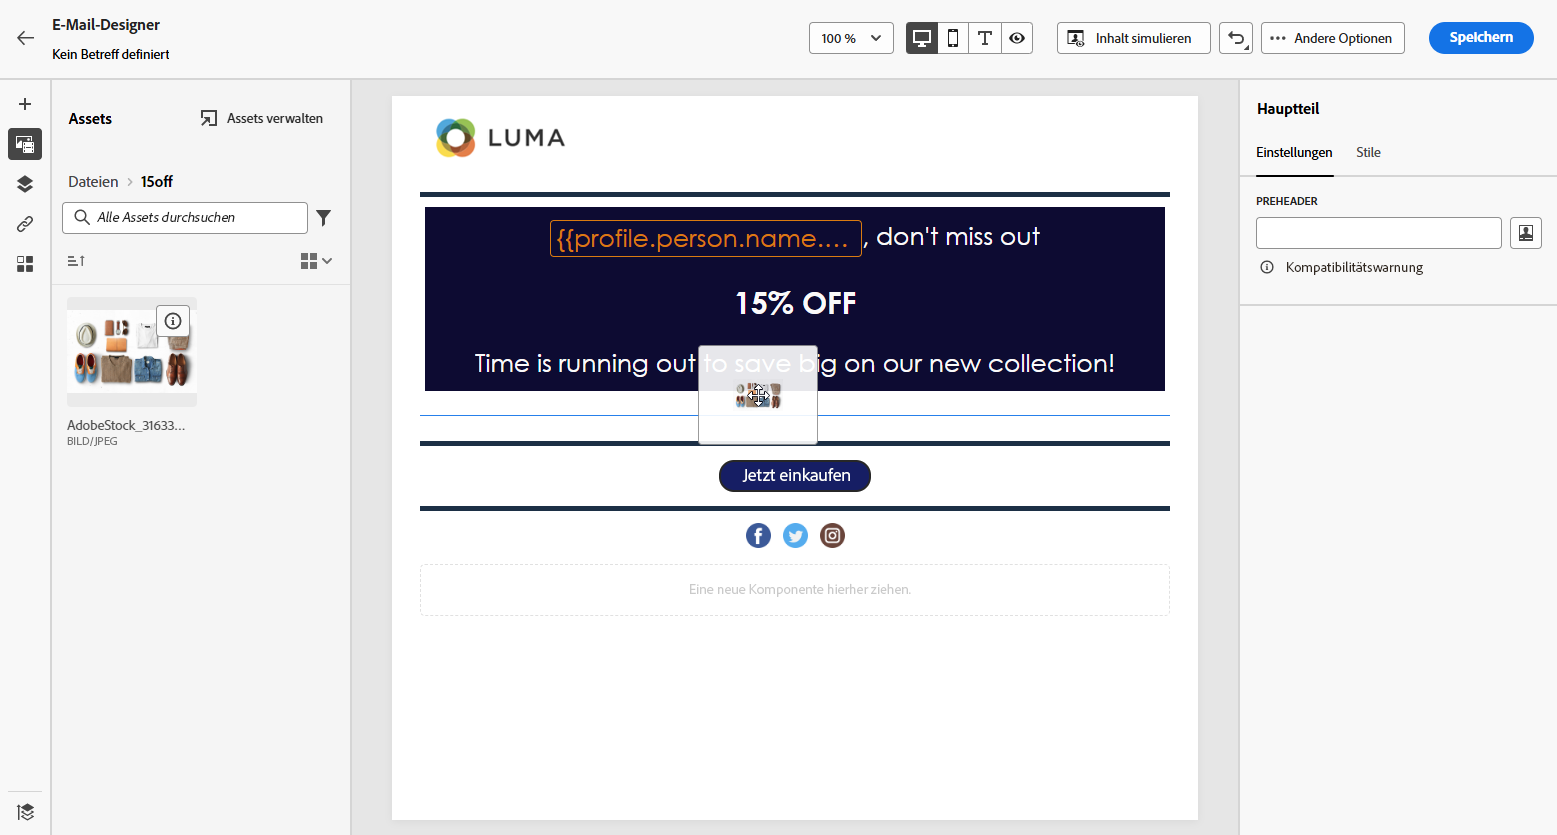 E-Mail-Designer
Kein Betreff definiert
100 %
Inhalt simulieren
Andere Optionen
Speichern
Assets
Assets verwalten
Dateien > 15off
Alle Assets durchsuchen
AdobeStock_31633...
BILD/JPEG
LUMA
{{profile.person.name.... , don't miss out
15% OFF
Time is running out to save big on our new collection!
Jetzt einkaufen
Eine neue Komponente hierher ziehen.
Hauptteil
Einstellungen
Stile
PREHEADER
Kompatibilitätswarnung